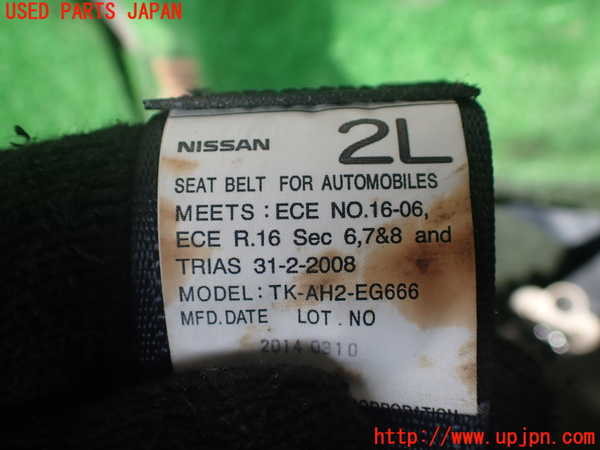 USED PARTS JAPAN
NISSAN 2L
SEAT BELT FOR AUTOMOBILES
MEETS : ECE NO.16-06,
ECE R.16 Sec 6,7&8 and
TRIAS 31-2-2008
MODEL: TK-AH2-EG666
MFD.DATE LOT . NO
2014 0310
CORPORATION
http://www.upjpn.com/